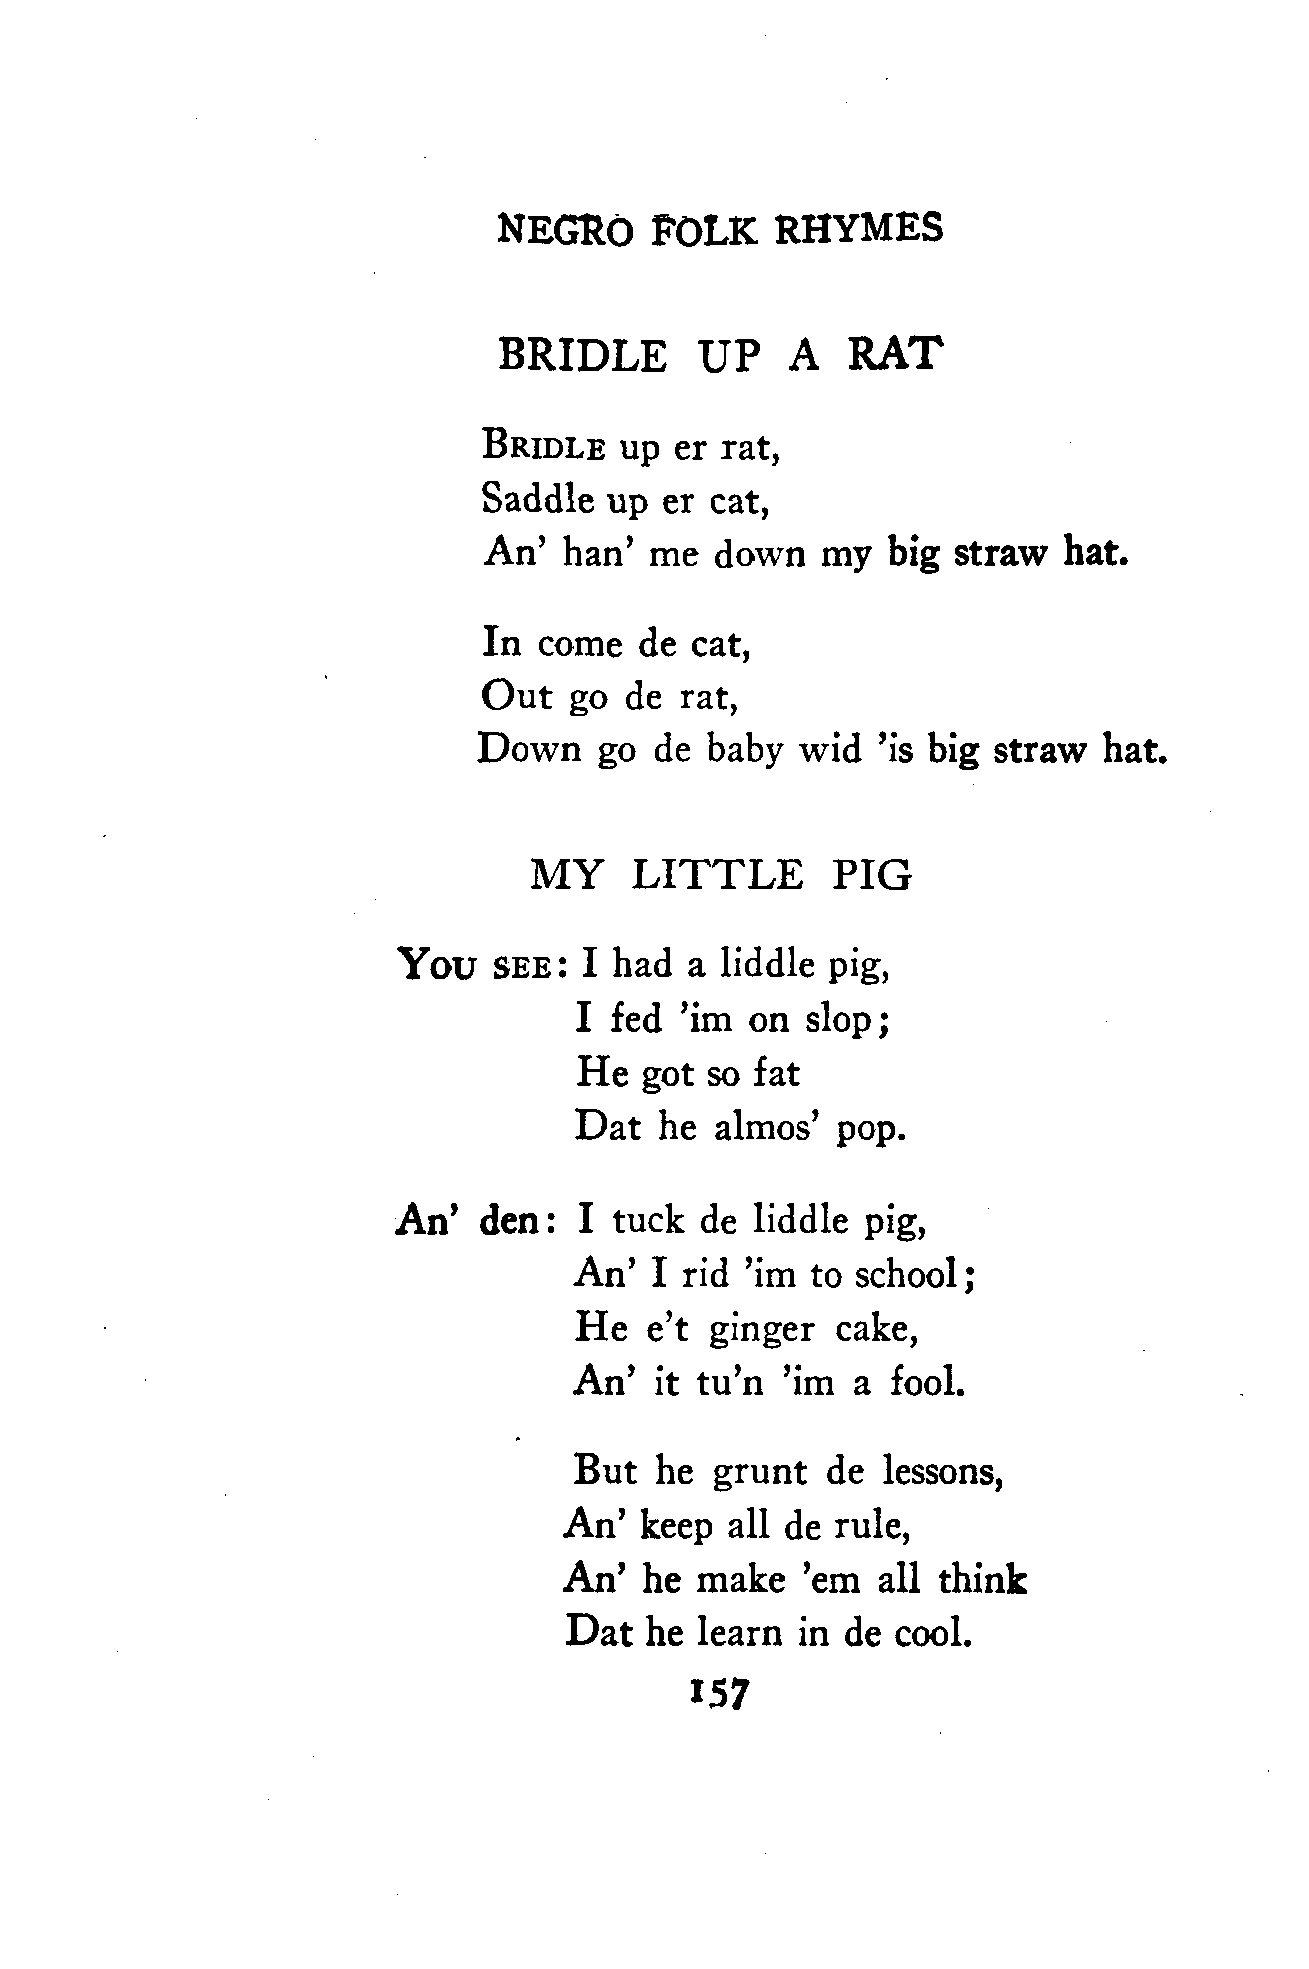 NEGRO FOLK RHYMES
BRIDLE UP A RAT
BRIDLE up er rat,
Saddle up er cat,
An' han' me down my big straw hat.
In come de cat,
Out go de rat,
Down go de baby wid 'is big straw hat.
MY LITTLE PIG
YOU SEE: I had a liddle pig,
I fed 'im on slop;
He got so fat
Dat he almos' pop.
An' den: I tuck de liddle pig,
An' I rid 'im to school;
He e't ginger cake,
An' it tu'n 'im a fool.
But he grunt de lessons,
An' keep all de rule,
An' he make 'em all think
Dat he learn in de cool.
157